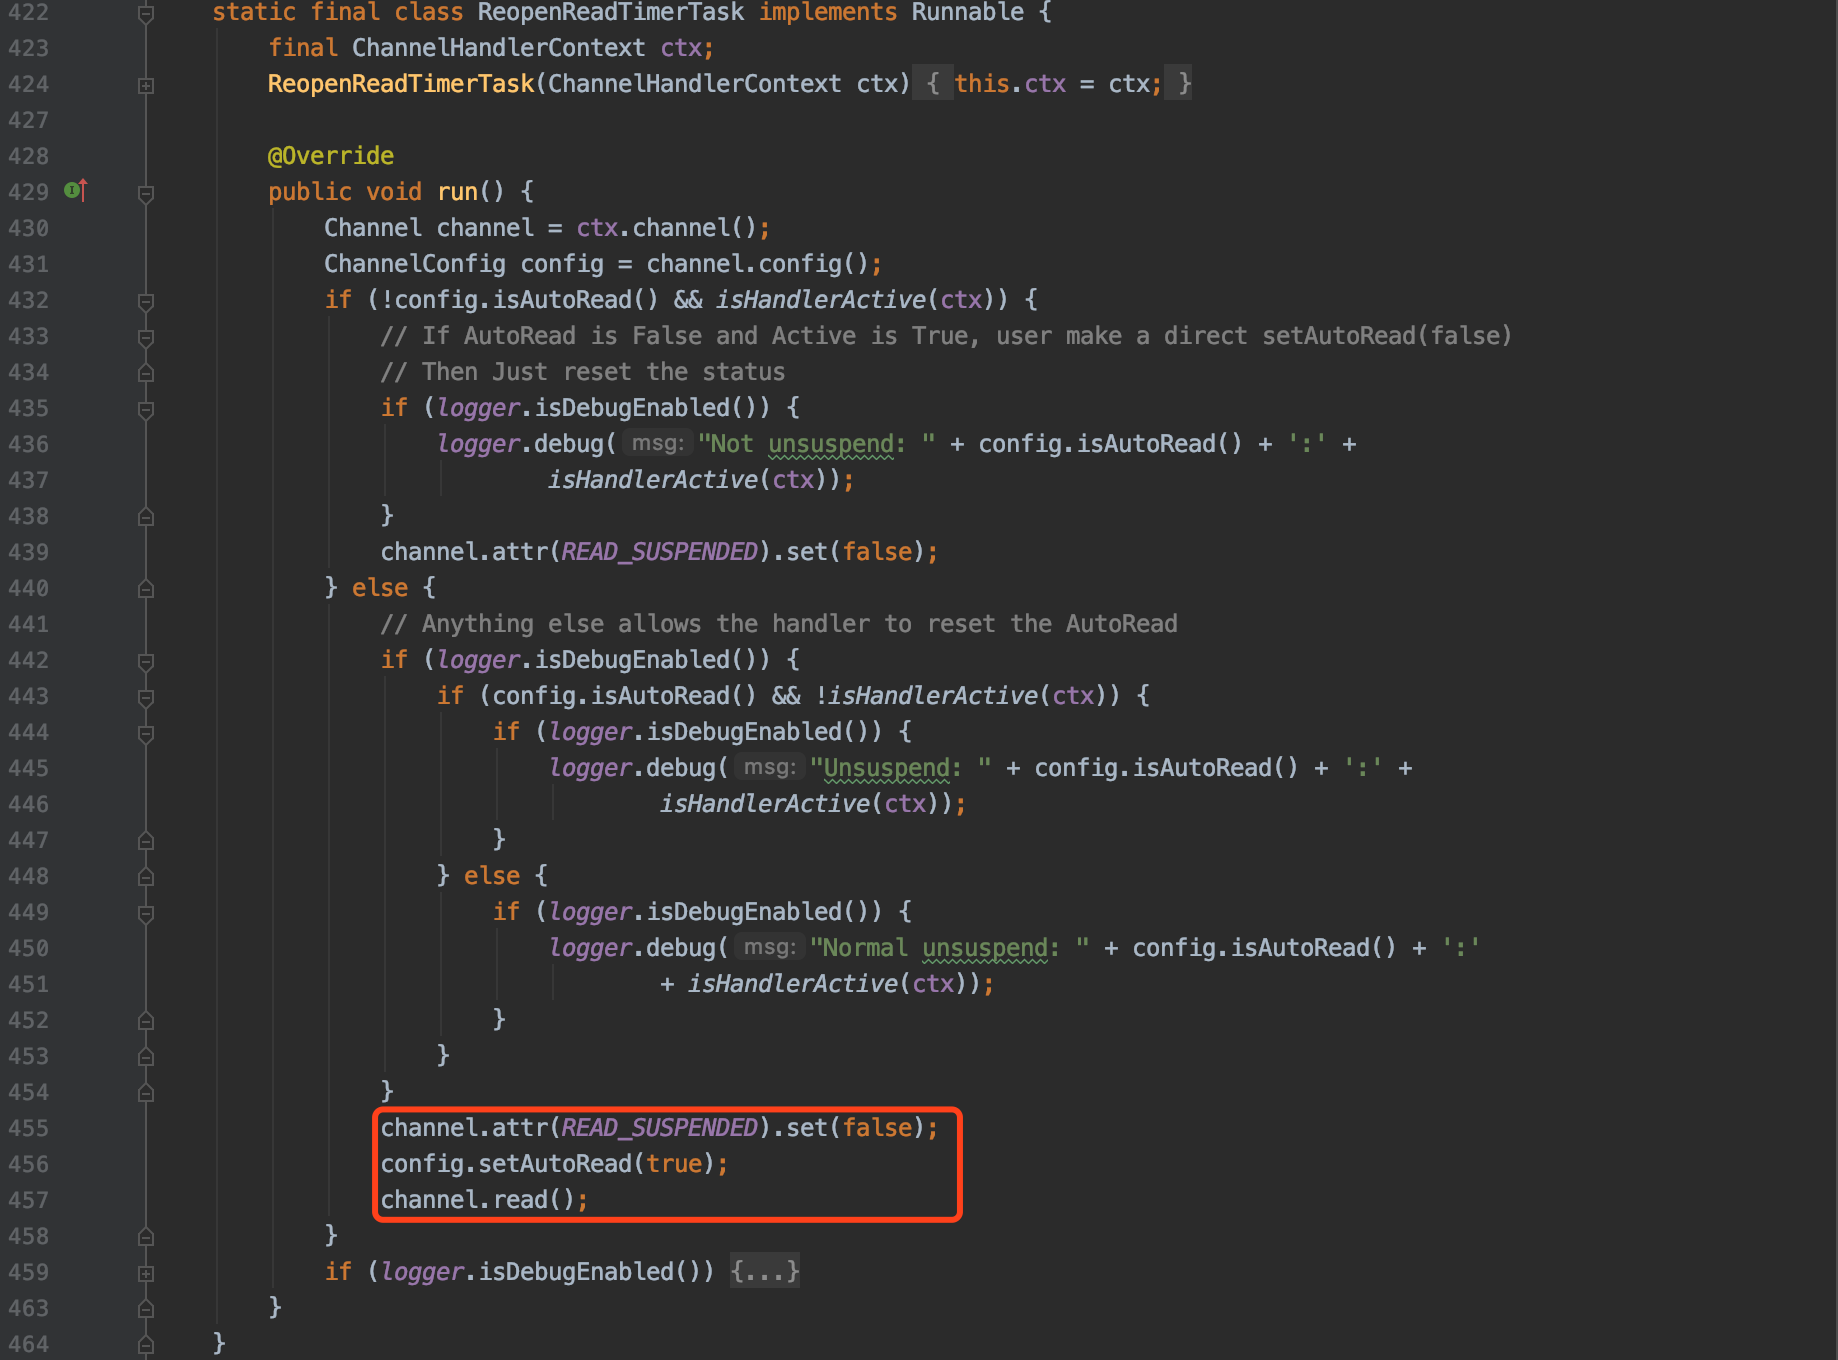 422 static final class ReopenReadTimerTask implements Runnable {
423 final ChannelHandlerContext ctx;
424 ReopenReadTimerTask(ChannelHandlerContext ctx) { this.ctx = ctx; }
427
428 @Override
429 public void run() {
430 Channel channel = ctx.channel();
431 ChannelConfig config = channel.config();
432 if (!config.isAutoRead() && isHandlerActive(ctx)) {
433 // If AutoRead is False and Active is True, user make a direct setAutoRead(false)
434 // Then Just reset the status
435 if (logger.isDebugEnabled()) {
436 logger.debug( msg: "Not unsuspend: " + config.isAutoRead() + ':' +
437 isHandlerActive(ctx));
438 }
439 channel.attr(READ_SUSPENDED).set(false);
440 } else {
441 // Anything else allows the handler to reset the AutoRead
442 if (logger.isDebugEnabled()) {
443 if (config.isAutoRead() && !isHandlerActive(ctx)) {
444 if (logger.isDebugEnabled()) {
445 logger.debug( msg: "Unsuspend: " + config.isAutoRead() + ':' +
446 isHandlerActive(ctx));
447 }
448 } else {
449 if (logger.isDebugEnabled()) {
450 logger.debug( msg: "Normal unsuspend: " + config.isAutoRead() + ':'
451 + isHandlerActive(ctx));
452 }
453 }
454 }
455 channel.attr(READ_SUSPENDED).set(false);
456 config.setAutoRead(true);
457 channel.read();
458 }
459 if (logger.isDebugEnabled()) {...}
463 }
464 }